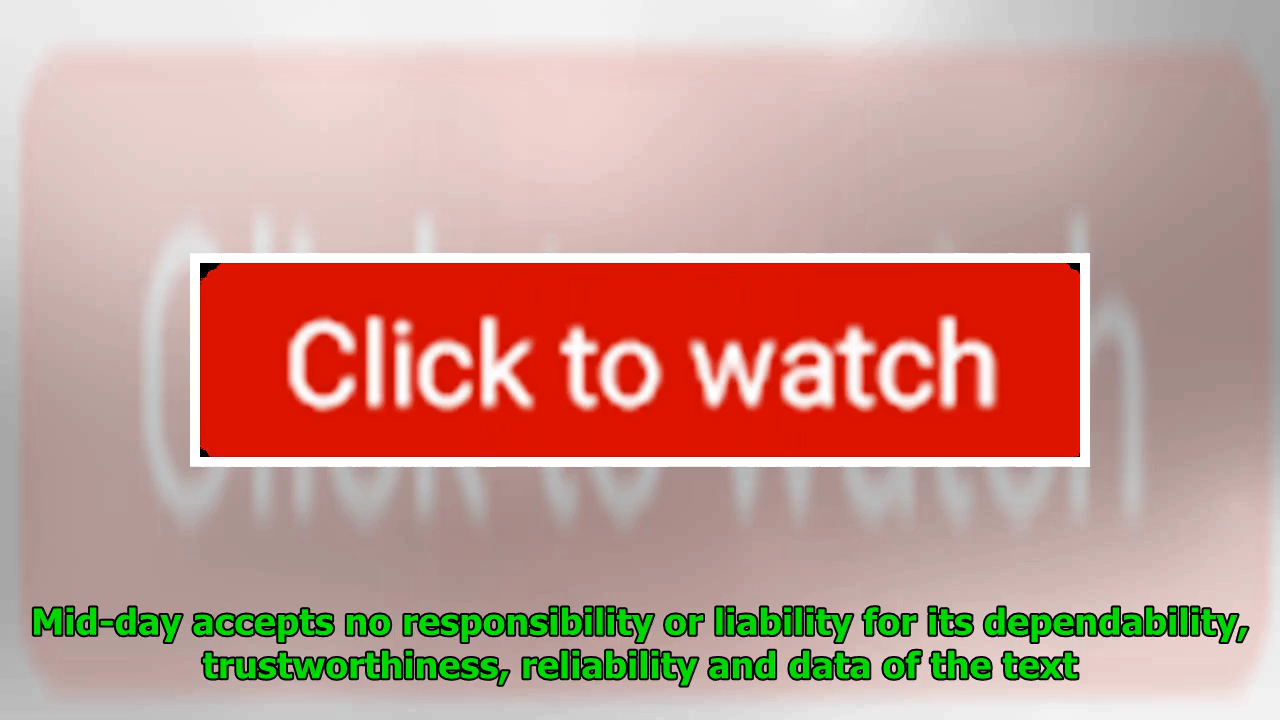 Click to watch
Mid-day accepts no responsibility or liability for its dependability,
trustworthiness, reliability and data of the text